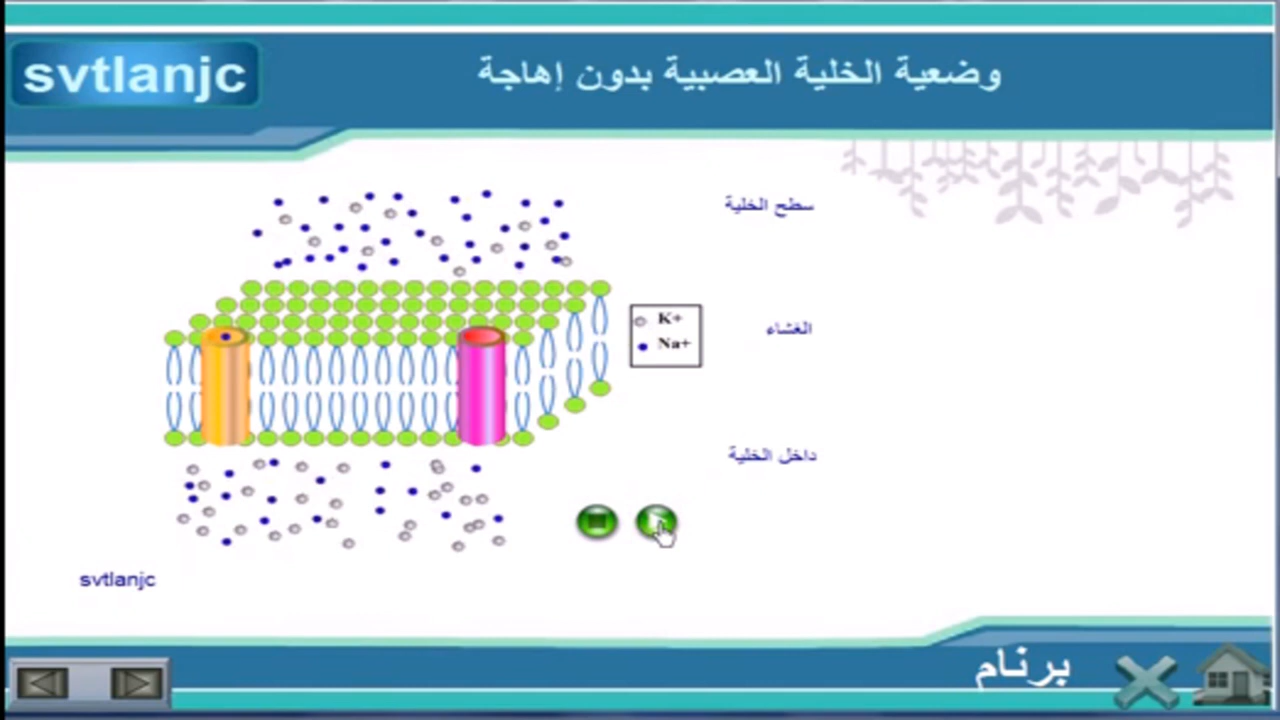 svtlanjc
وضعية الخلية العصبية بدون إهاجة
سطح الخلية
K+
Na+
الغشاء
داخل الخلية
svtlanjc
برنام